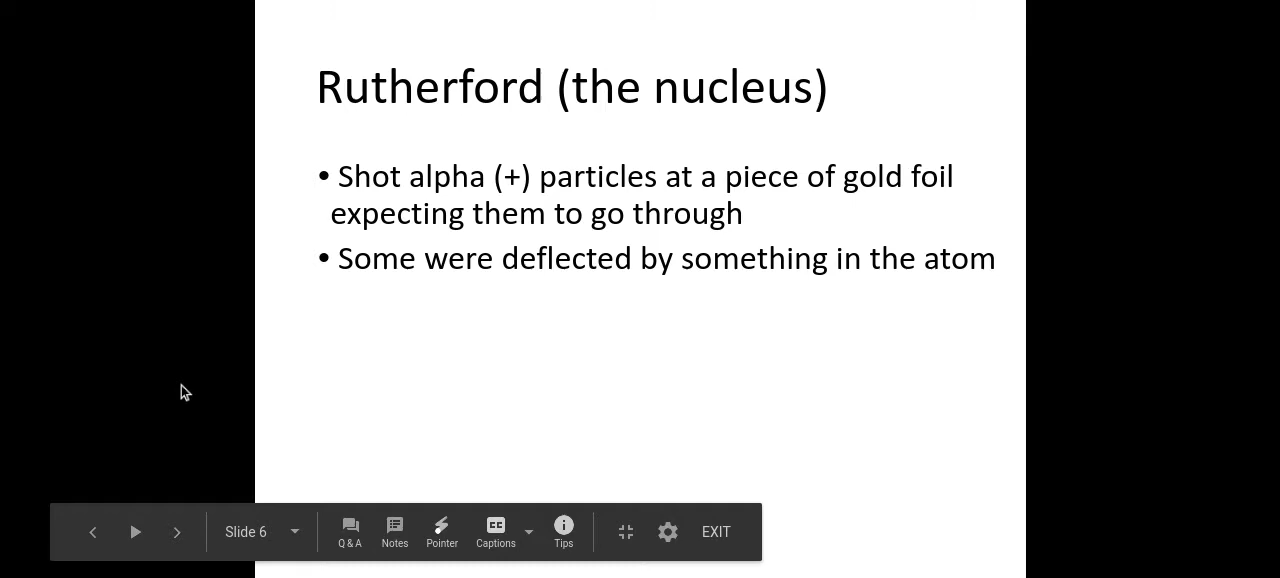 Rutherford (the nucleus)
• Shot alpha (+) particles at a piece of gold foil
expecting them to go through
• Some were deflected by something in the atom
Slide 6
Q & A
Notes
Pointer
CC
Captions
Tips
EXIT